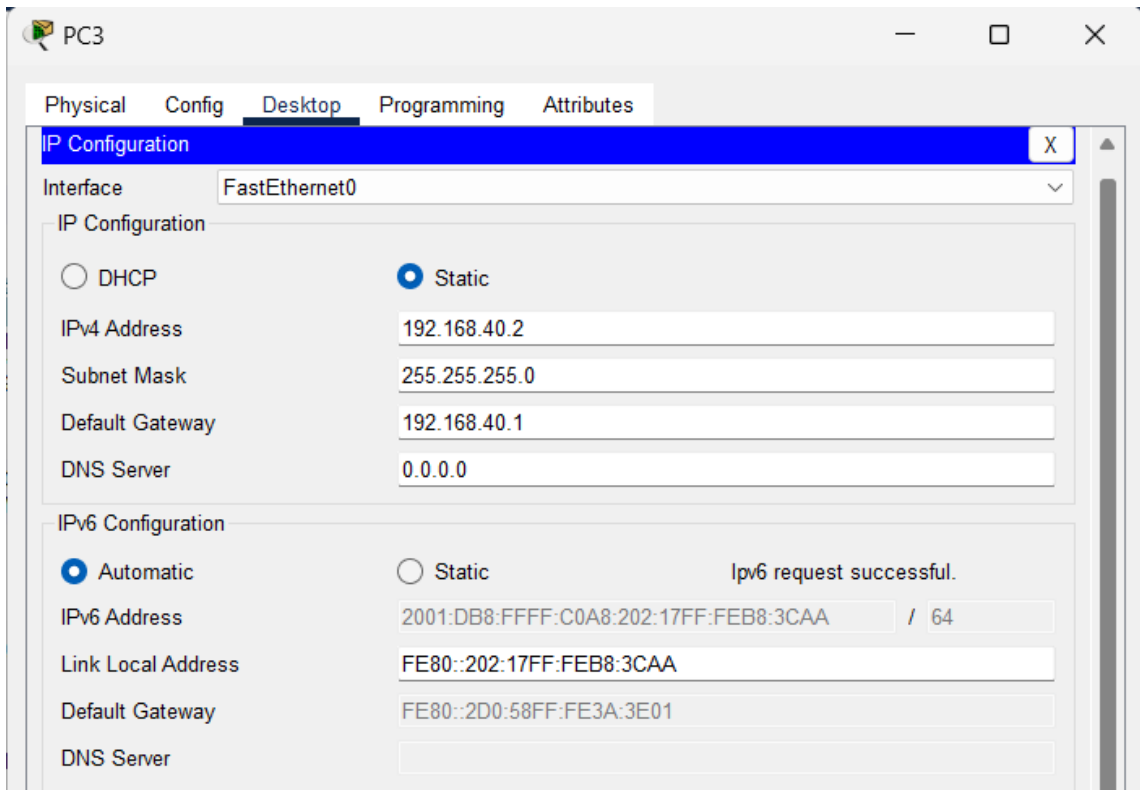 PC3
Physical Config Desktop Programming Attributes
IP Configuration X
Interface FastEthernet0
IP Configuration
DHCP Static
IPv4 Address 192.168.40.2
Subnet Mask 255.255.255.0
Default Gateway 192.168.40.1
DNS Server 0.0.0.0
IPv6 Configuration
Automatic Static Ipv6 request successful.
IPv6 Address 2001:DB8:FFFF:C0A8:202:17FF:FEB8:3CAA / 64
Link Local Address FE80::202:17FF:FEB8:3CAA
Default Gateway FE80::2D0:58FF:FE3A:3E01
DNS Server